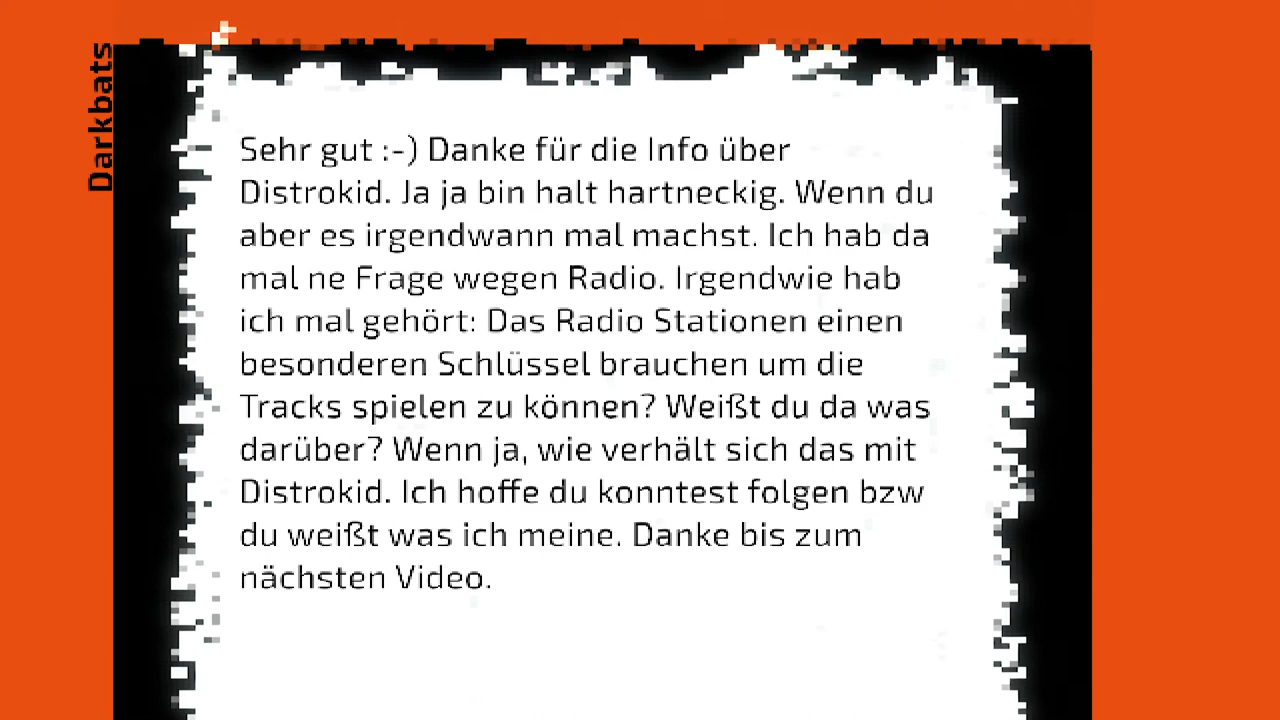 Darkbats
Sehr gut :-) Danke für die Info über
Distrokid. Ja ja bin halt hartneckig. Wenn du
aber es irgendwann mal machst. Ich hab da
mal ne Frage wegen Radio. Irgendwie hab
ich mal gehört: Das Radio Stationen einen
besonderen Schlüssel brauchen um die
Tracks spielen zu können? Weißt du da was
darüber? Wenn ja, wie verhält sich das mit
Distrokid. Ich hoffe du konntest folgen bzw
du weißt was ich meine. Danke bis zum
nächsten Video.